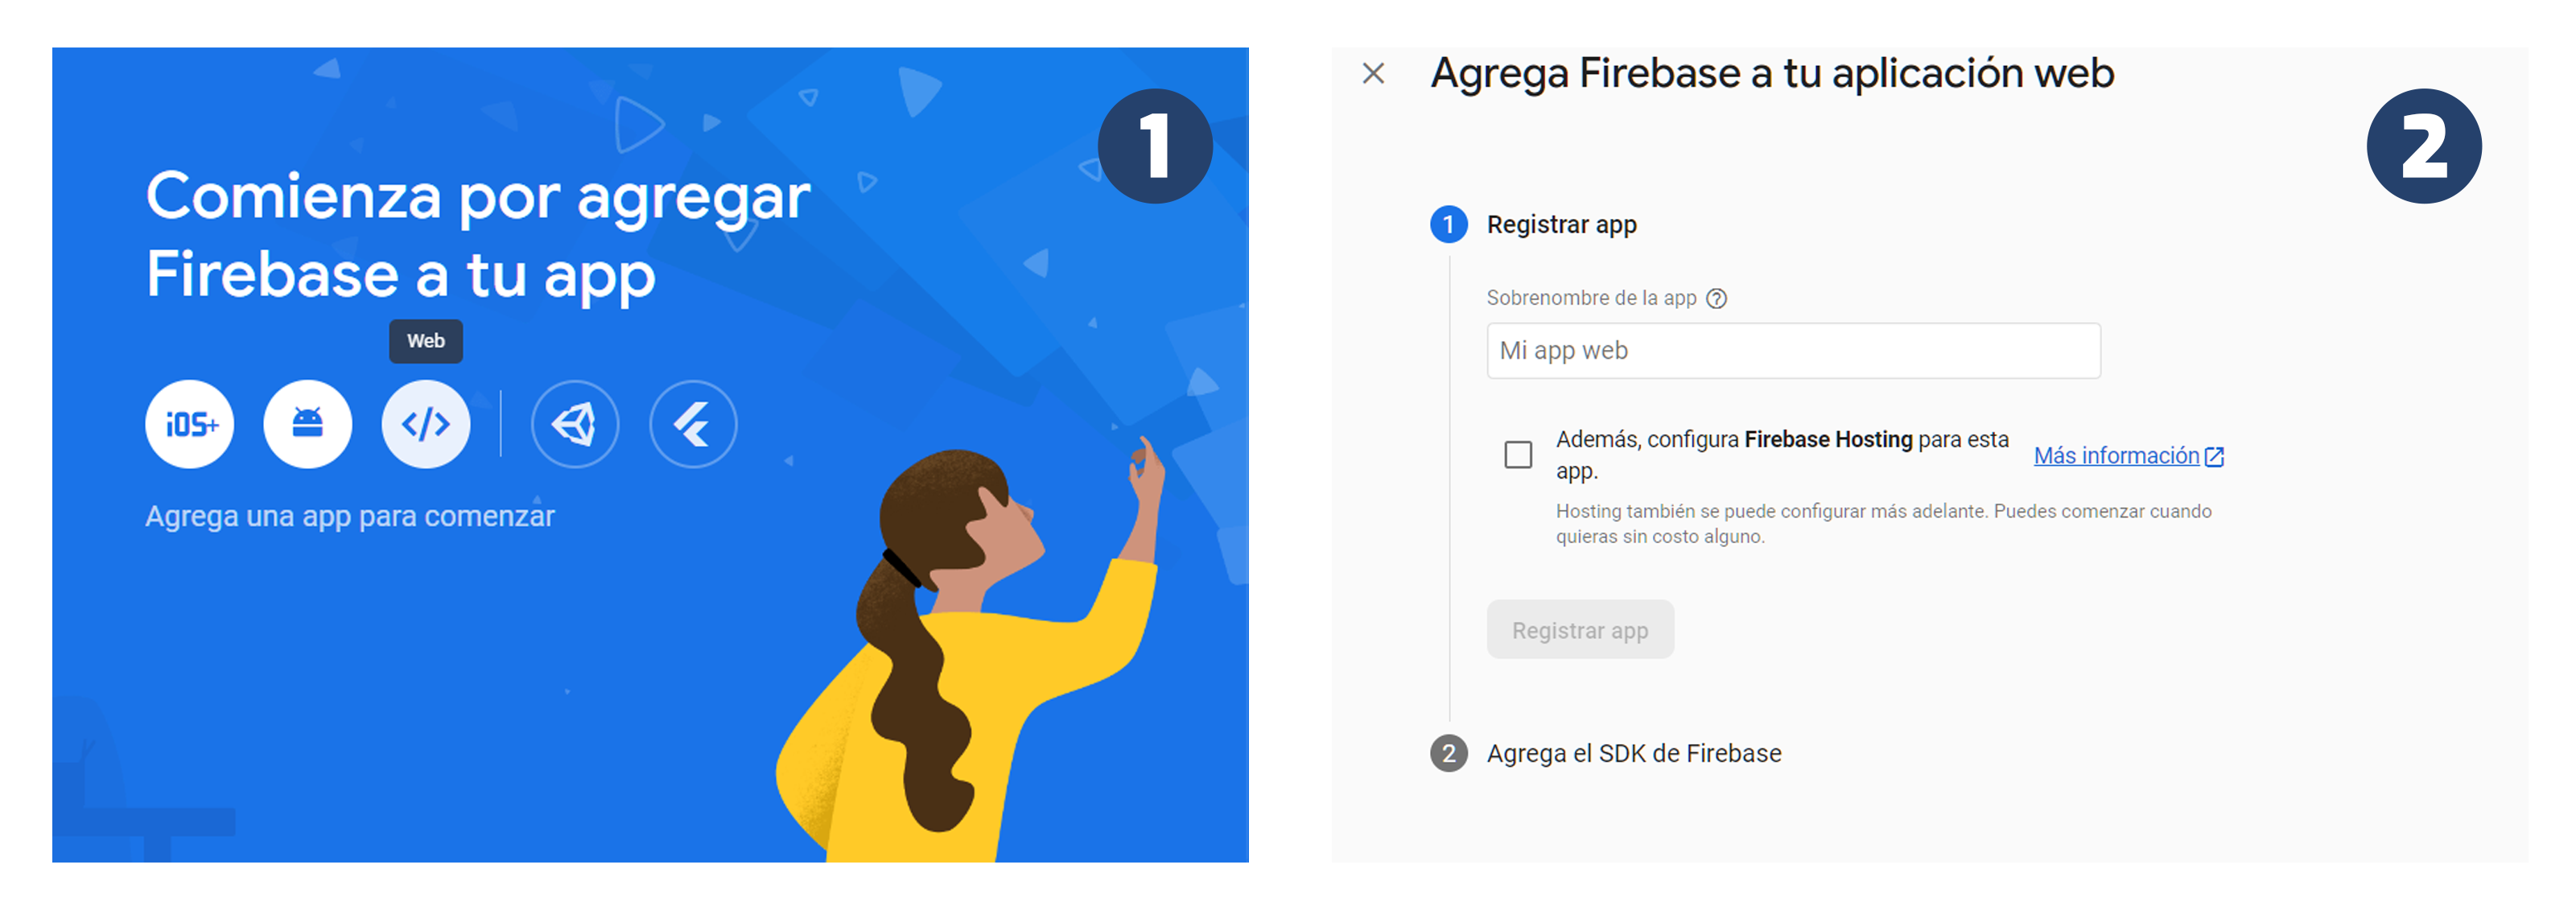 1
Comienza por agregar
Firebase a tu app
Web
iOS+
</>
Agrega una app para comenzar
2
Agrega Firebase a tu aplicación web
1 Registrar app
Sobrenombre de la app ?
Mi app web
Además, configura Firebase Hosting para esta
app.
Más información
Hosting también se puede configurar más adelante. Puedes comenzar cuando
quieras sin costo alguno.
Registrar app
2 Agrega el SDK de Firebase